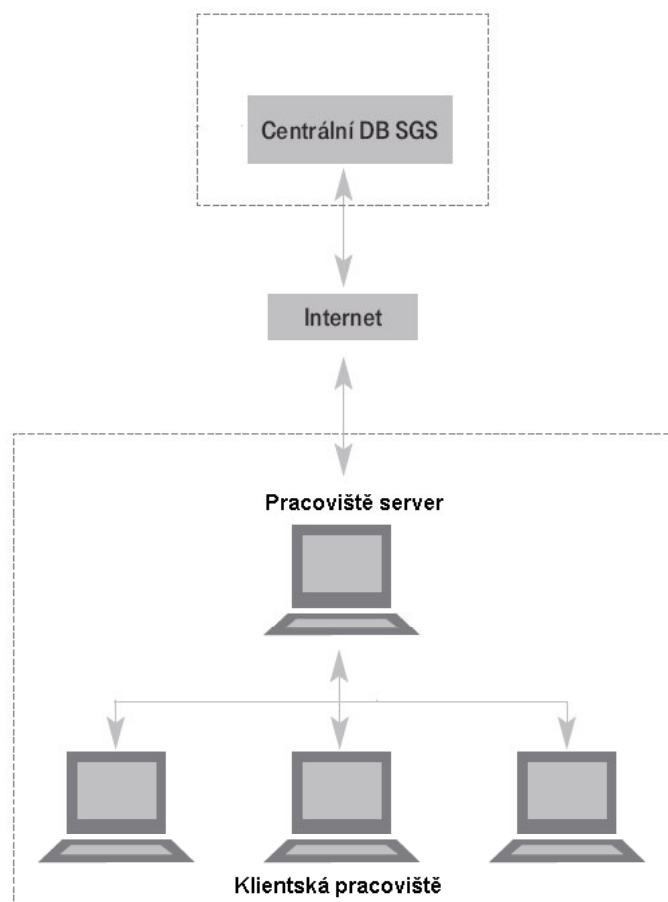 Centrální DB SGS
Internet
Pracoviště server
Klientská pracoviště